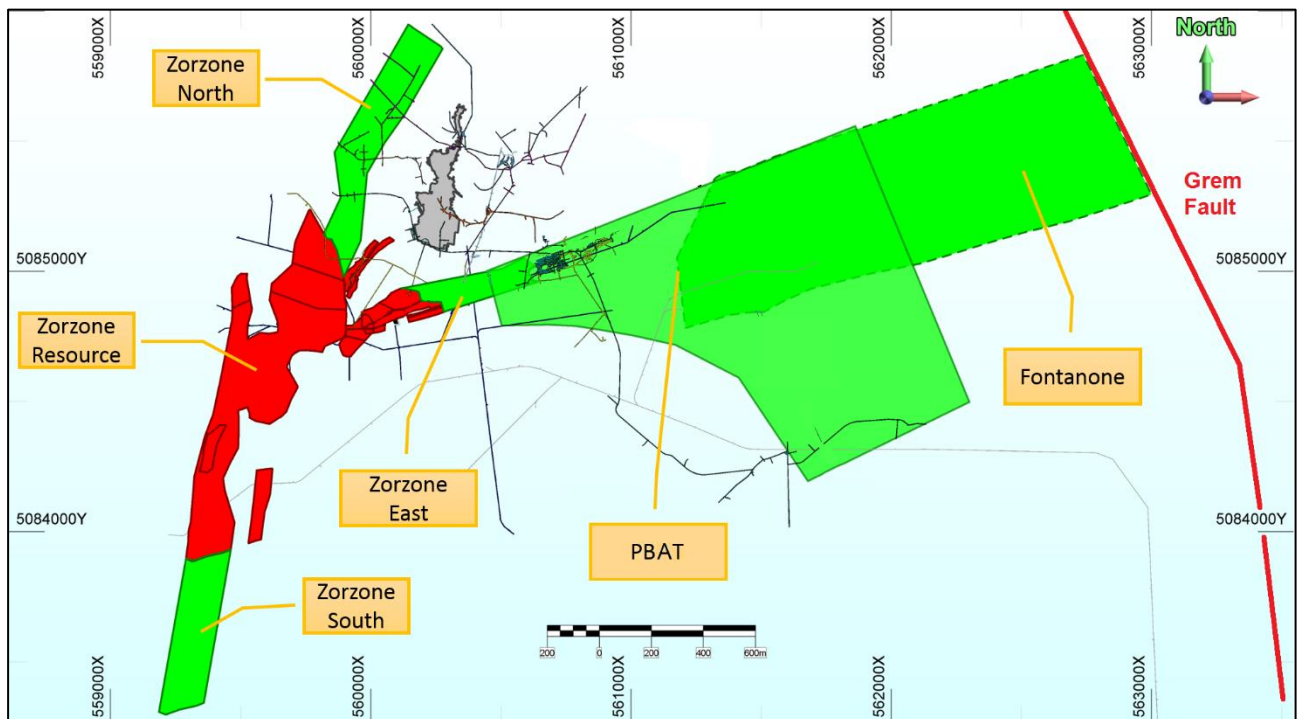 559000X
560000X
561000X
562000X
563000X
North
Zorzone
North
Grem
Fault
5085000Y
5085000Y
Zorzone
Resource
Fontanone
Zorzone
East
PBAT
5084000Y
5084000Y
Zorzone
South
200
0
200
400
600m
559000X
560000X
561000X
562000X
563000X